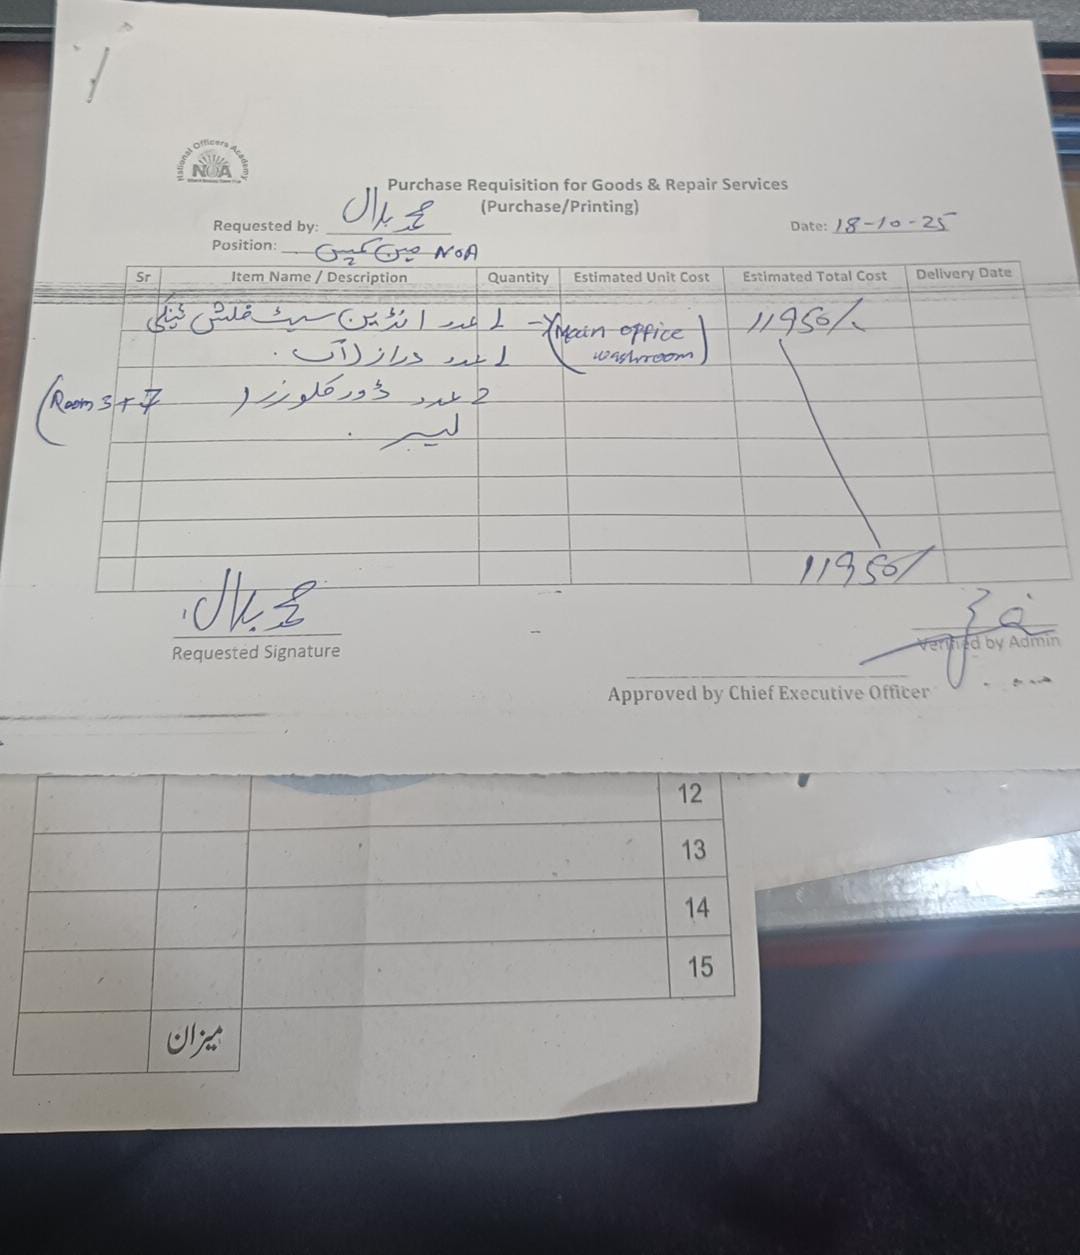 National Officers Academy
NOA
Purchase Requisition for Goods & Repair Services
(Purchase/Printing)
Requested by: محمد بلال
Date: 18-10-25
Position: مین کیمپس NOA
Sr Item Name / Description Quantity Estimated Unit Cost Estimated Total Cost Delivery Date
1 عدد انڈین سیٹ فلش ٹینکی (Main office washroom) 11950/.
1 عدد دراز لاک
2 عدد ڈور کلوزر (Room 3 + 7)
لیبر
11950/
محمد بلال
Requested Signature
Verified by Admin
Approved by Chief Executive Officer
12
13
14
15
میزان